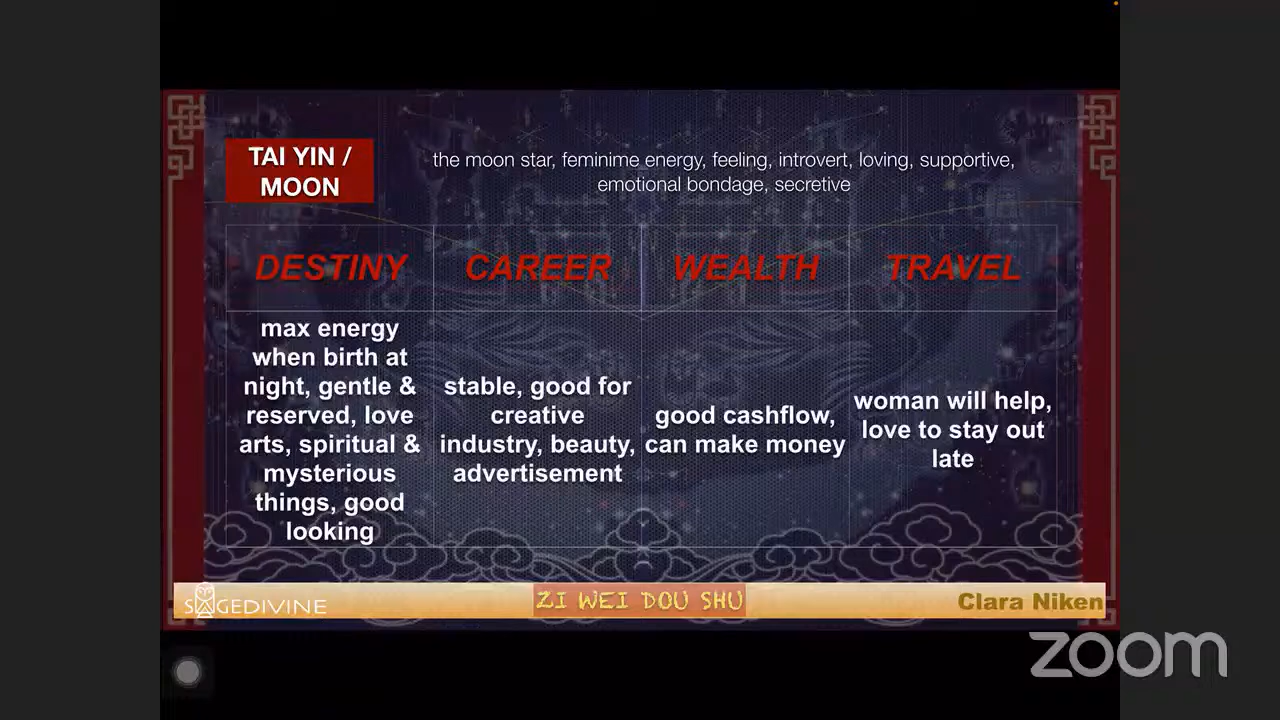 TAI YIN /
MOON
the moon star, feminime energy, feeling, introvert, loving, supportive,
emotional bondage, secretive
DESTINY
CAREER
WEALTH
TRAVEL
max energy
when birth at
night, gentle &
reserved, love
arts, spiritual &
mysterious
things, good
looking
stable, good for
creative
industry, beauty,
advertisement
good cashflow,
can make money
woman will help,
love to stay out
late
SAGEDIVINE
ZI WEI DOU SHU
Clara Niken
zoom